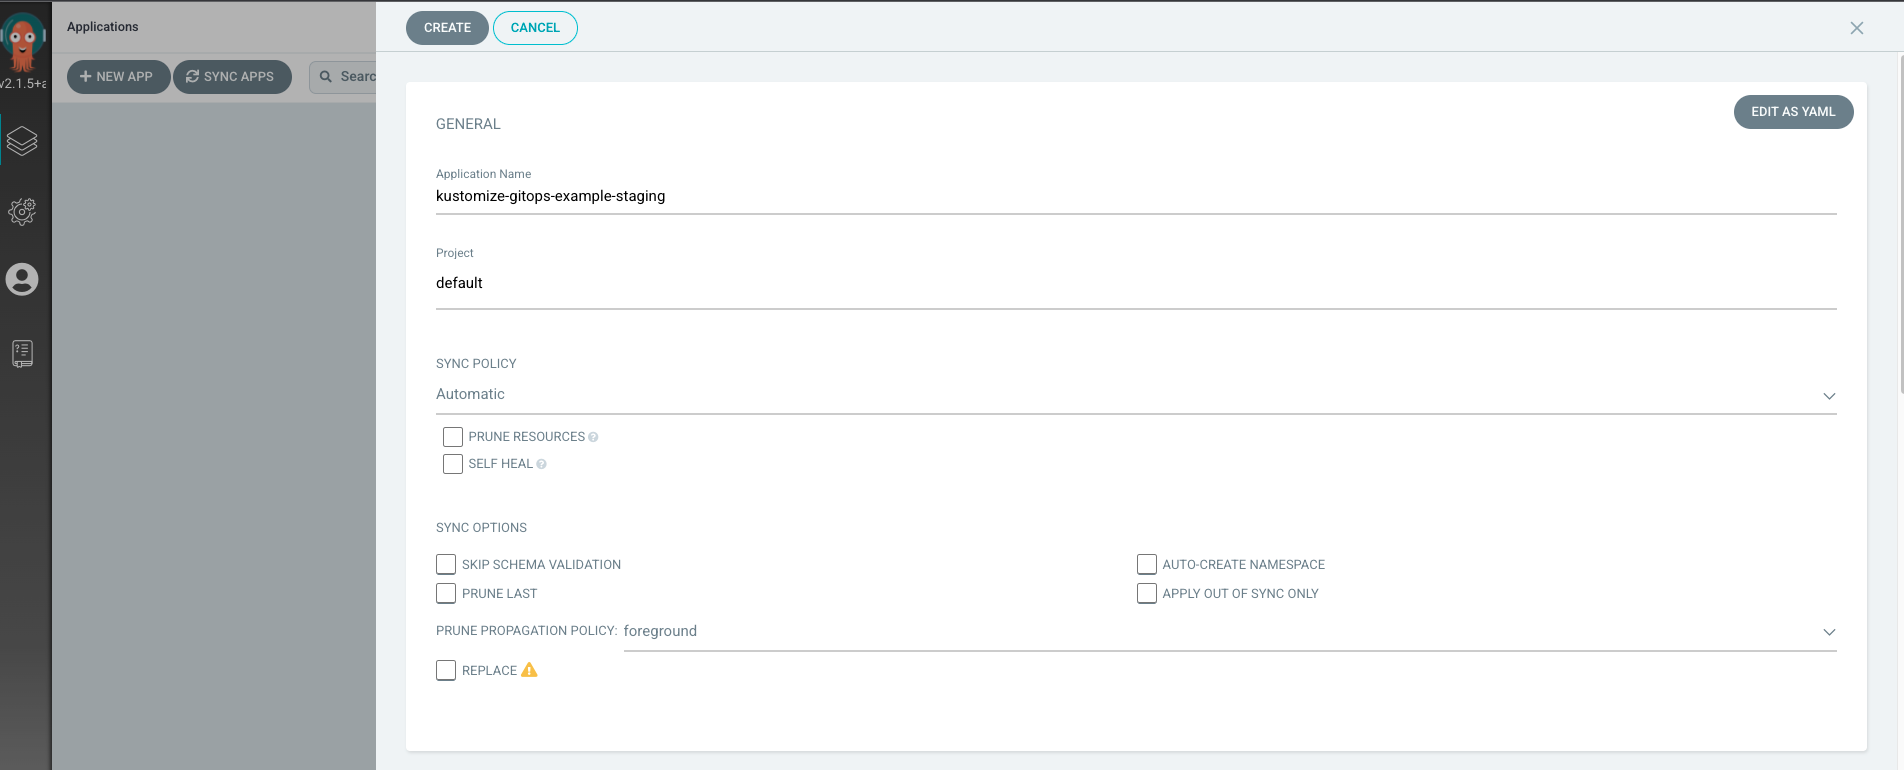 Applications
CREATE
CANCEL
v2.1.5+a
NEW APP
SYNC APPS
Searc
EDIT AS YAML
GENERAL
Application Name
kustomize-gitops-example-staging
Project
default
SYNC POLICY
Automatic
PRUNE RESOURCES
SELF HEAL
SYNC OPTIONS
SKIP SCHEMA VALIDATION
AUTO-CREATE NAMESPACE
PRUNE LAST
APPLY OUT OF SYNC ONLY
PRUNE PROPAGATION POLICY: foreground
REPLACE